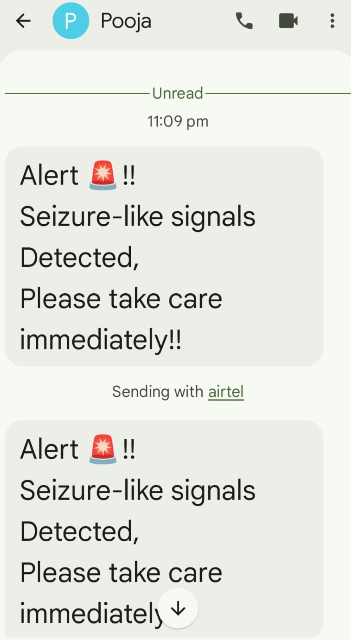 Pooja
P
Unread
11:09 pm
Alert 🚨 !!
Seizure-like signals
Detected,
Please take care
immediately!!
Sending with airtel
Alert 🚨 !!
Seizure-like signals
Detected,
Please take care
immediately